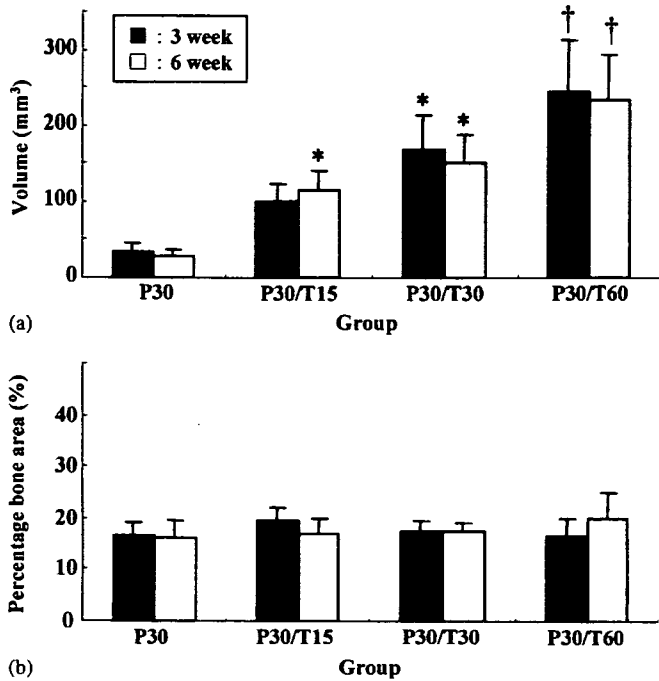 Volume (mm³)
300
200
100
0
■ : 3 week
□ : 6 week
*
*
*
†
†
P30
P30/T15
P30/T30
P30/T60
(a)
Group
Percentage bone area (%)
40
30
20
10
0
P30
P30/T15
P30/T30
P30/T60
(b)
Group